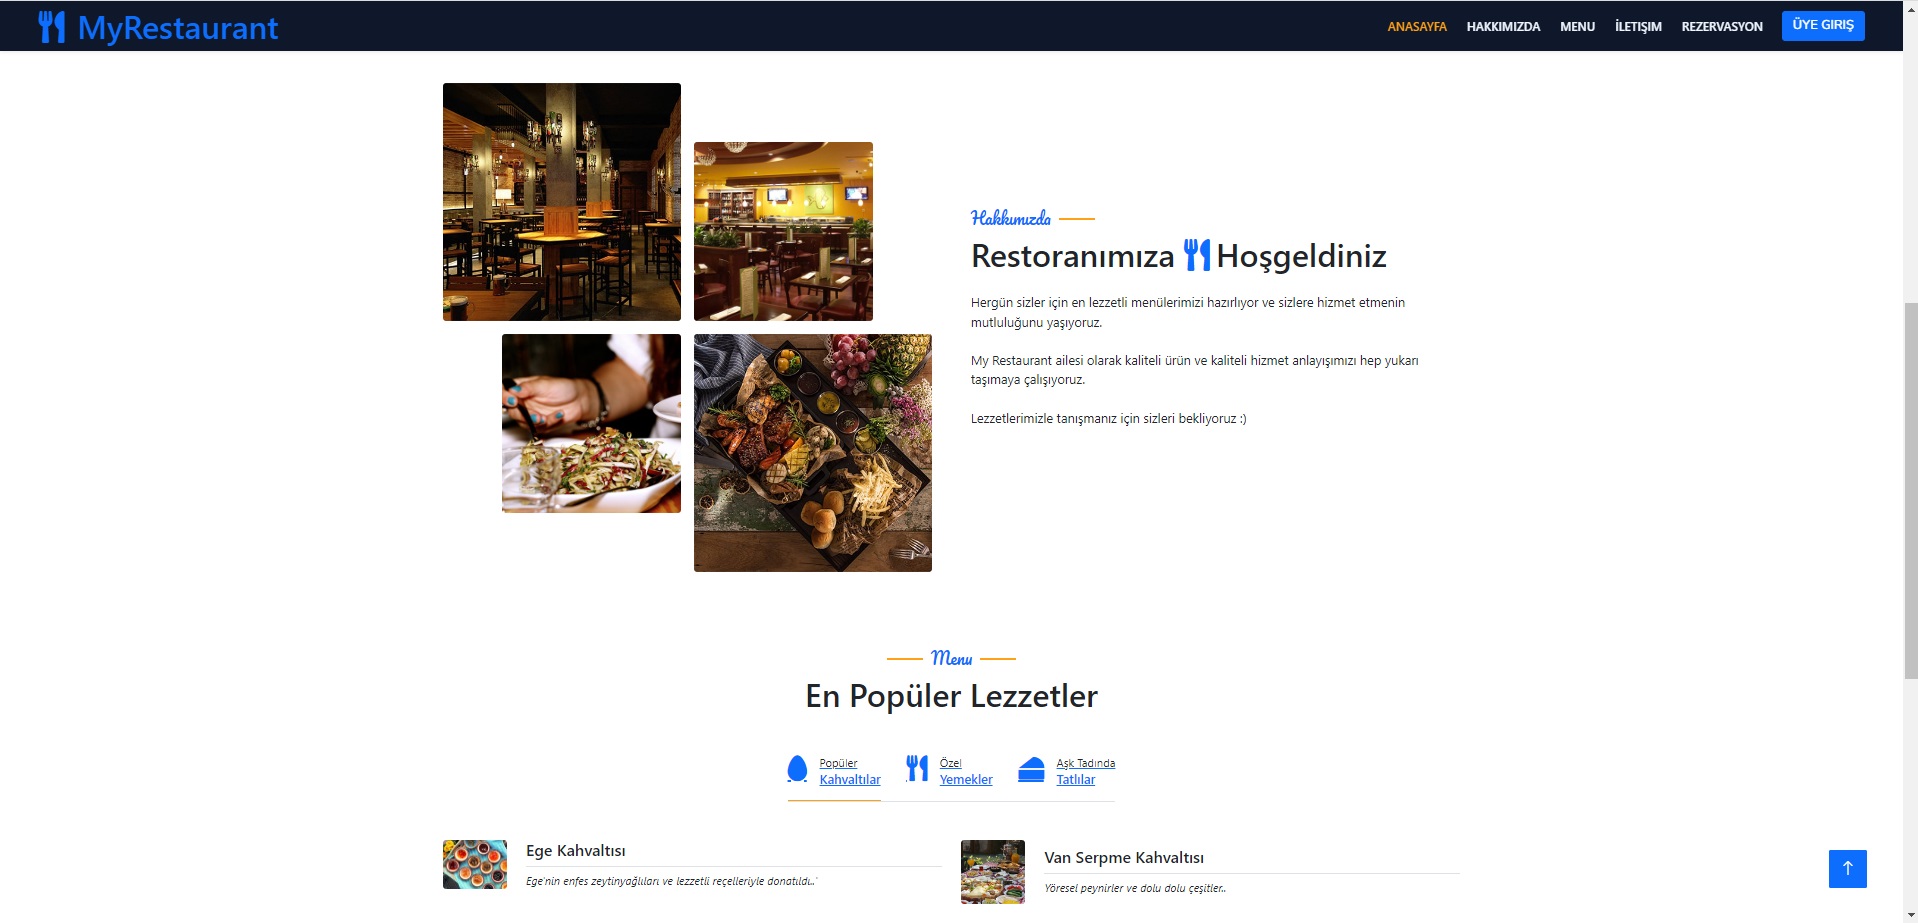 MyRestaurant
ANASAYFA HAKKIMIZDA MENU İLETIŞIM REZERVASYON ÜYE GIRIŞ
Hakkımızda
Restoranımıza Hoşgeldiniz
Hergün sizler için en lezzetli menülerimizi hazırlıyor ve sizlere hizmet etmenin
mutluluğunu yaşıyoruz.
My Restaurant ailesi olarak kaliteli ürün ve kaliteli hizmet anlayışımızı hep yukarı
taşımaya çalışıyoruz.
Lezzetlerimizle tanışmanız için sizleri bekliyoruz :)
Menu
En Popüler Lezzetler
Popüler
Kahvaltılar
Özel
Yemekler
Aşk Tadında
Tatlılar
Ege Kahvaltısı
Ege'nin enfes zeytinyağlıları ve lezzetli reçelleriyle donatıldı..'
Van Serpme Kahvaltısı
Yöresel peynirler ve dolu dolu çeşitler..